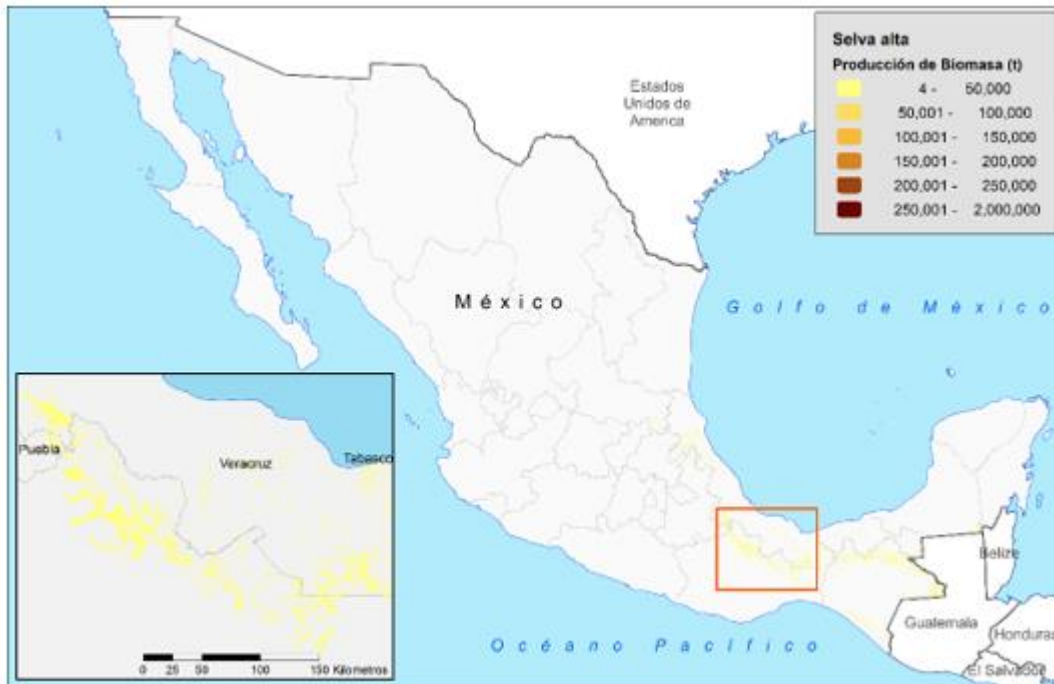 Selva alta
Producción de Biomasa (t)
4 - 50,000
50,001 - 100,000
100,001 - 150,000
150,001 - 200,000
200,001 - 250,000
250,001 - 2,000,000
Estados
Unidos de
America
México
Golfo de México
Puebla
Veracruz
Tabasco
0 25 50 100 150 Kilometros
Belize
Guatemala
Honduras
El Salvador
Océano Pacífico